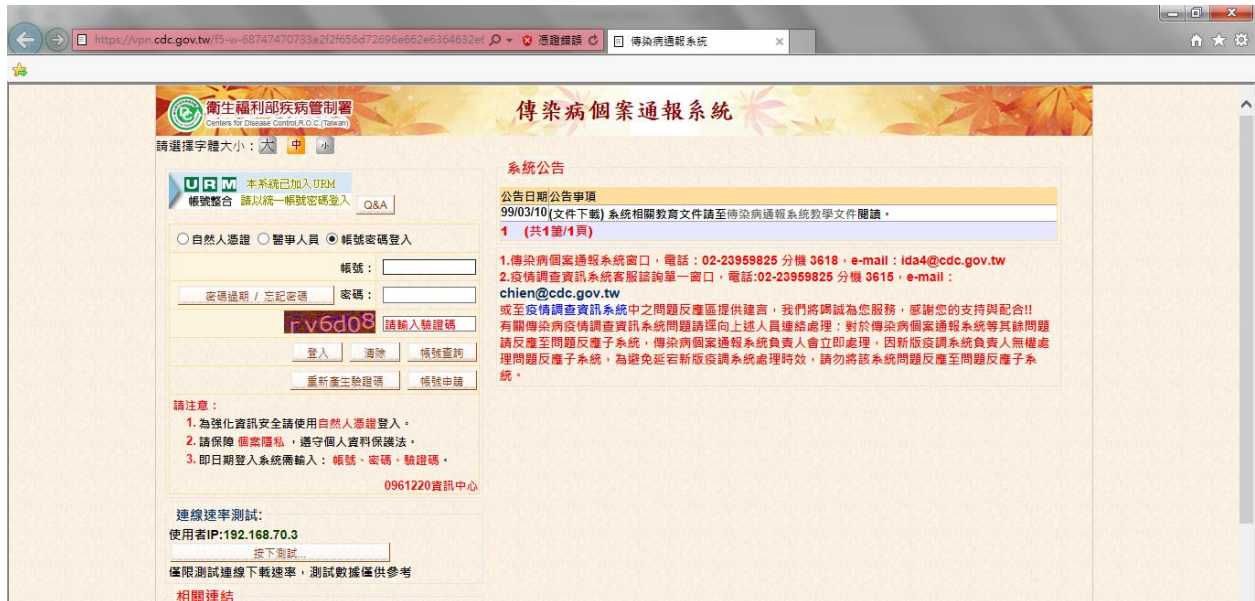 https://vpn.cdc.gov.tw/f5-w-68747470733a2f2f656d72696e662e6364632e6
憑證錯誤
傳染病通報系統
衛生福利部疾病管制署
Centers for Disease Control,R.O.C.(Taiwan)
傳染病個案通報系統
請選擇字體大小：大 中 小
URM 本系統已加入URM
帳號整合 請以統一帳號密碼登入 Q&A
自然人憑證 醫事人員 帳號密碼登入
帳號：
密碼過期 / 忘記密碼 密碼：
rv6d08 請輸入驗證碼
登入 清除 帳號查詢
重新產生驗證碼 帳號申請
請注意：
1. 為強化資訊安全請使用自然人憑證登入。
2. 請保障 個案隱私 ，遵守個人資料保護法。
3. 即日期登入系統需輸入： 帳號、密碼、驗證碼。
0961220資訊中心
連線速率測試:
使用者IP:192.168.70.3
按下測試...
僅限測試連線下載速率，測試數據僅供參考
相關連結
系統公告
公告日期 公告事項
99/03/10 (文件下載) 系統相關教育文件請至傳染病通報系統教學文件閱讀。
1 (共1筆/1頁)
1.傳染病個案通報系統窗口，電話：02-23959825 分機 3618，e-mail：ida4@cdc.gov.tw
2.疫情調查資訊系統客服諮詢單一窗口，電話:02-23959825 分機 3615，e-mail：
chien@cdc.gov.tw
或至疫情調查資訊系統中之問題反應區提供建言，我們將竭誠為您服務，感謝您的支持與配合!!
有關傳染病疫情調查資訊系統問題請逕向上述人員連絡處理：對於傳染病個案通報系統等其餘問題
請反應至問題反應子系統，傳染病個案通報系統負責人會立即處理，因新版疫調系統負責人無權處
理問題反應子系統，為避免延宕新版疫調系統處理時效，請勿將該系統問題反應至問題反應子系
統。